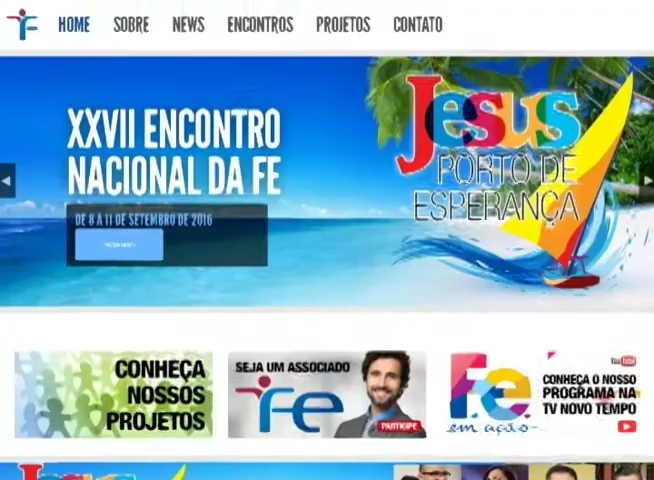 HOME SOBRE NEWS ENCONTROS PROJETOS CONTATO
XXVII ENCONTRO
NACIONAL DA FE
DE 8 A 11 DE SETEMBRO DE 2016
Jesus
PORTO DE
ESPERANÇA
CONHEÇA
NOSSOS
PROJETOS
SEJA UM ASSOCIADO
Fe
PARTICIPE
F.e.
em ação
YouTube
CONHEÇA O NOSSO
PROGRAMA NA
TV NOVO TEMPO